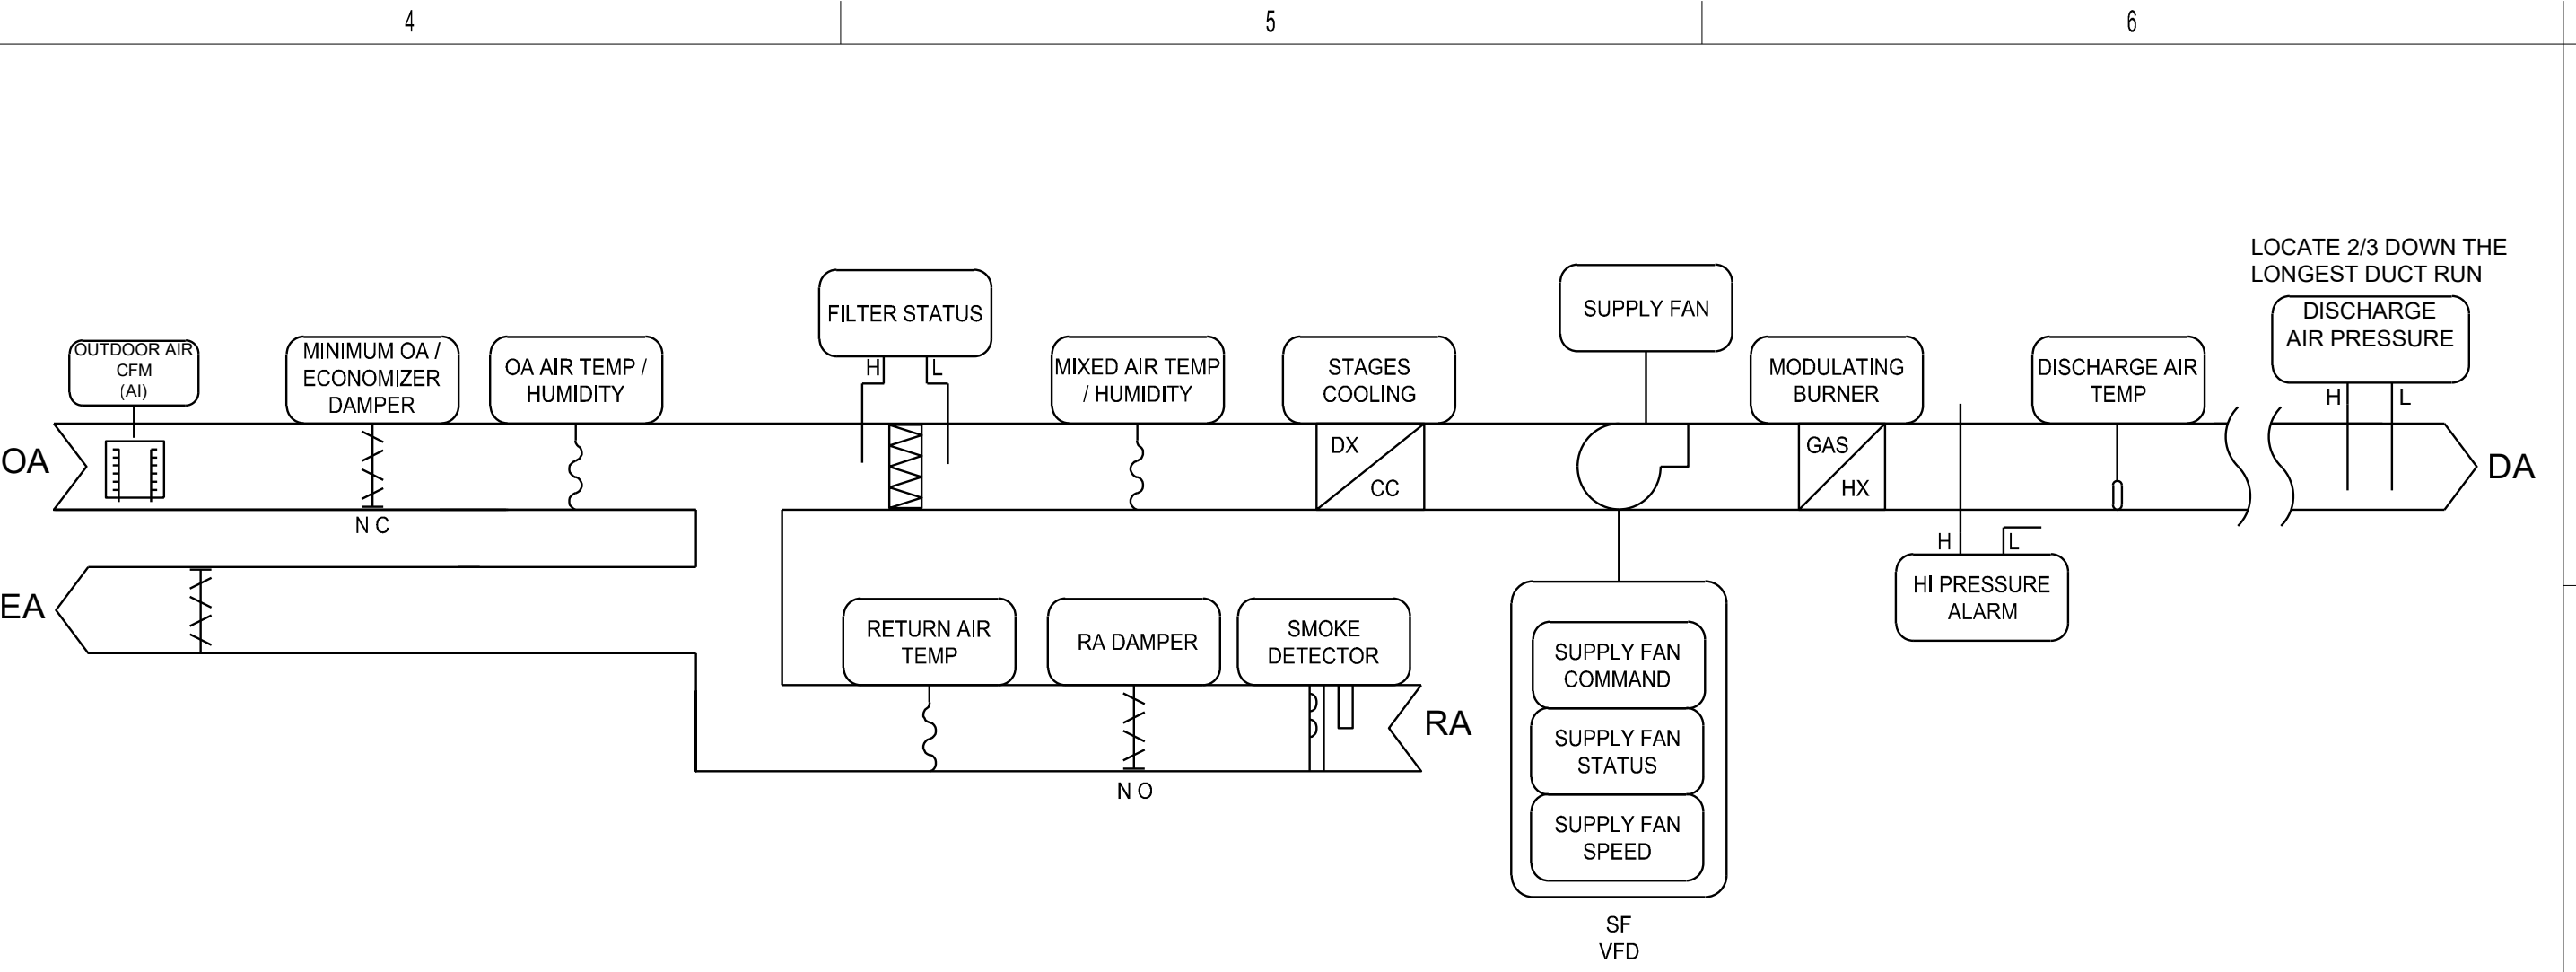 4
5
6
LOCATE 2/3 DOWN THE
LONGEST DUCT RUN
DISCHARGE
AIR PRESSURE
H
L
SUPPLY FAN
FILTER STATUS
H
L
OUTDOOR AIR
CFM
(AI)
MINIMUM OA /
ECONOMIZER
DAMPER
OA AIR TEMP /
HUMIDITY
MIXED AIR TEMP
/ HUMIDITY
STAGES
COOLING
MODULATING
BURNER
DISCHARGE AIR
TEMP
OA
DX
CC
GAS
HX
DA
N C
H
L
HI PRESSURE
ALARM
EA
RETURN AIR
TEMP
RA DAMPER
SMOKE
DETECTOR
RA
N O
SUPPLY FAN
COMMAND
SUPPLY FAN
STATUS
SUPPLY FAN
SPEED
SF
VFD